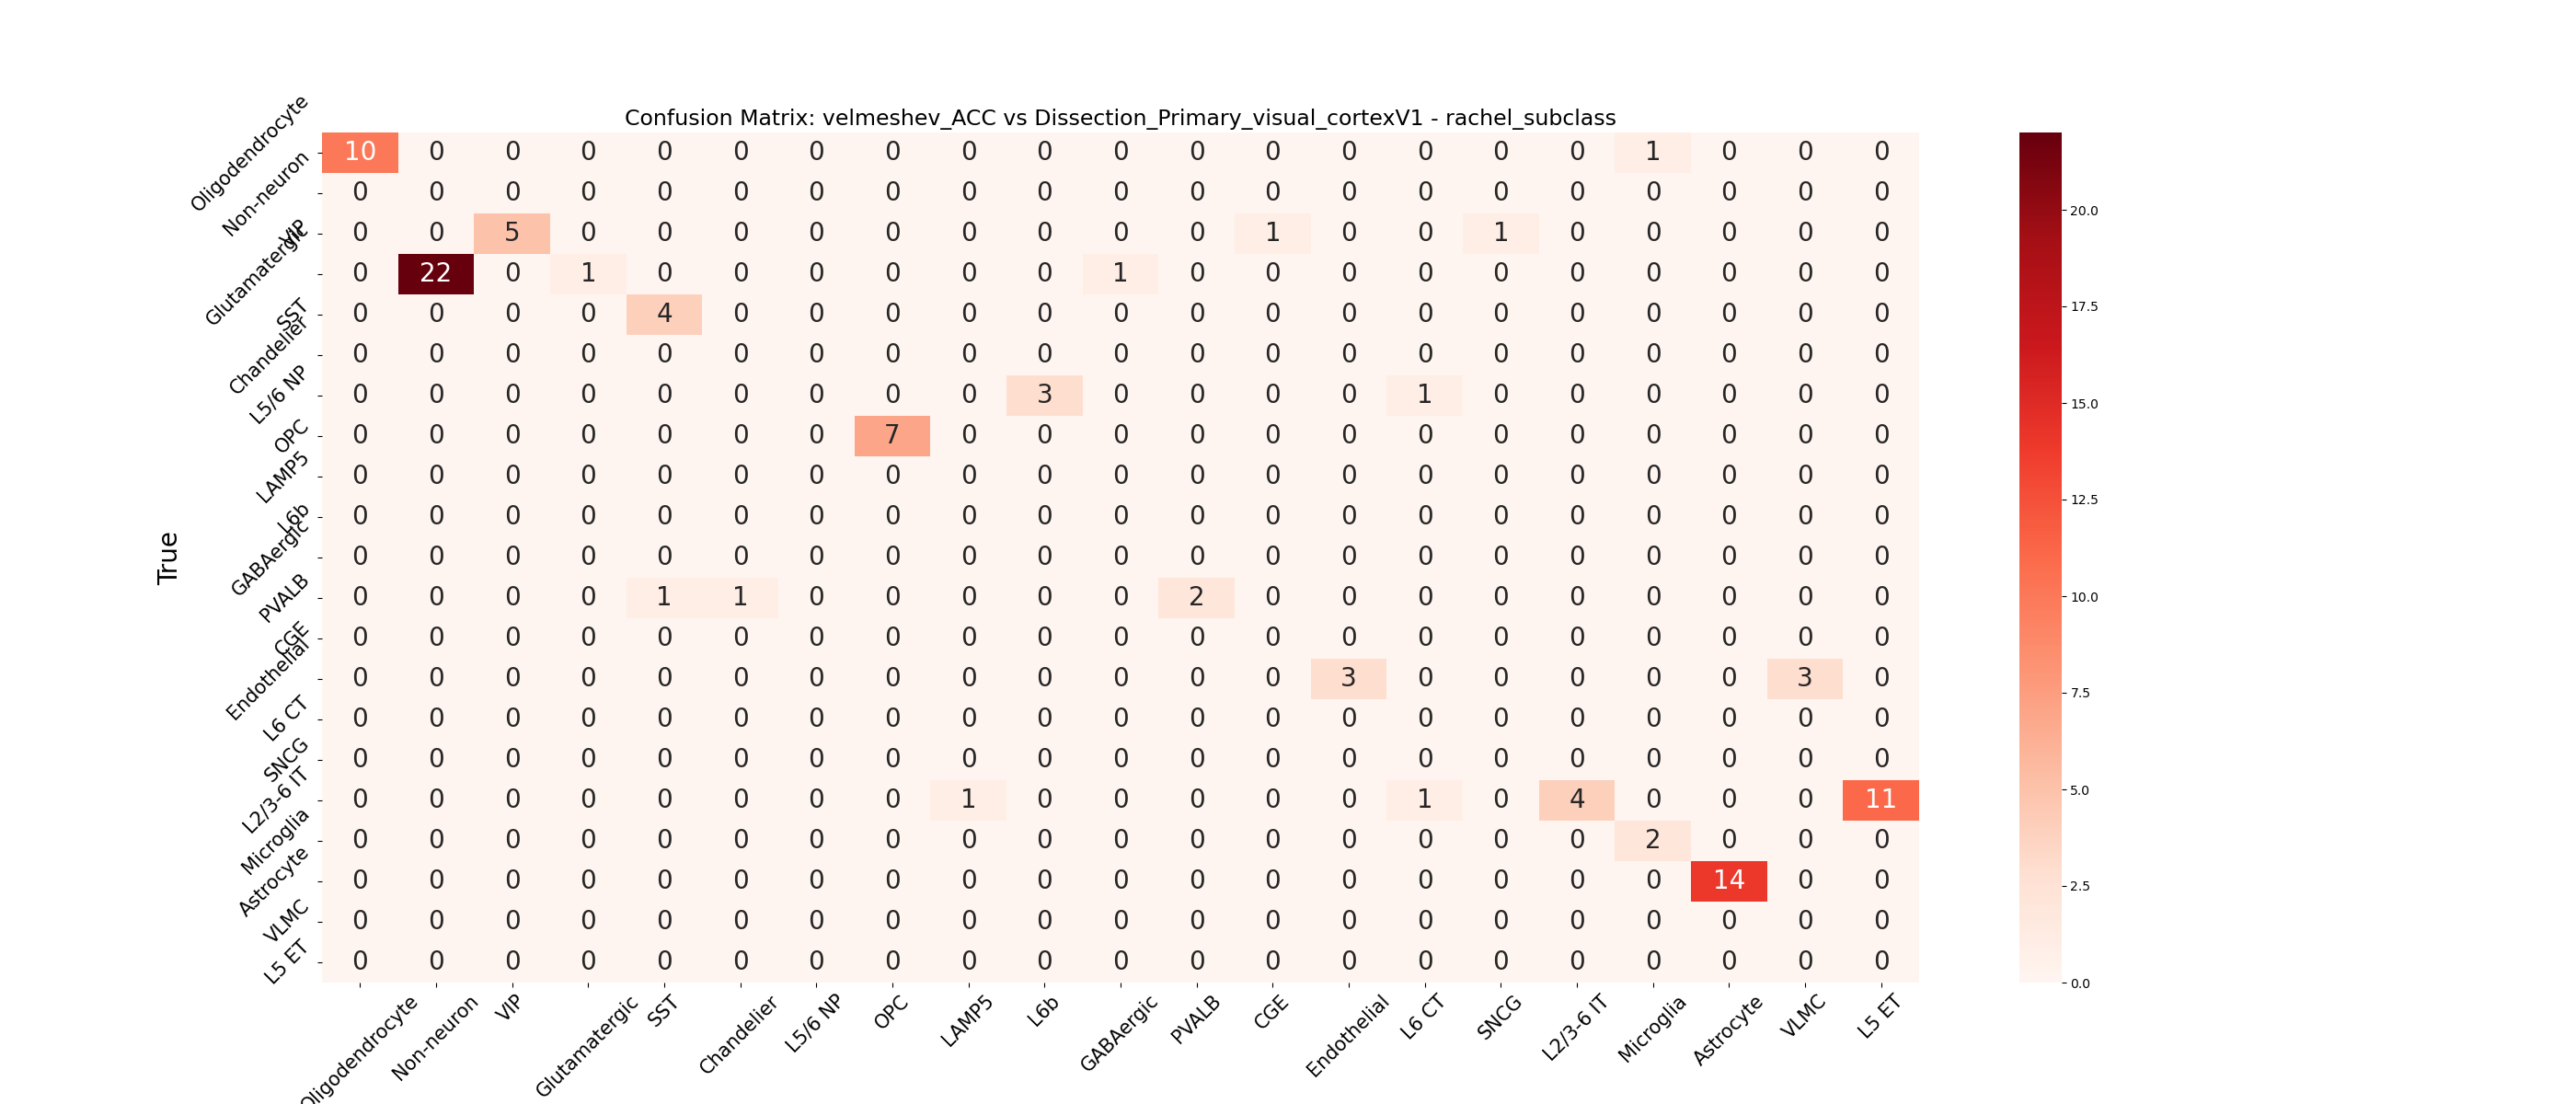 Confusion Matrix: velmeshev_ACC vs Dissection_Primary_visual_cortexV1 - rachel_subclass
True
Oligodendrocyte 10 0 0 0 0 0 0 0 0 0 0 0 0 0 0 0 0 1 0 0 0
Non-neuron 0 0 0 0 0 0 0 0 0 0 0 0 0 0 0 0 0 0 0 0 0
VIP 0 0 5 0 0 0 0 0 0 0 0 0 1 0 0 1 0 0 0 0 0
Glutamatergic 0 22 0 1 0 0 0 0 0 0 1 0 0 0 0 0 0 0 0 0 0
SST 0 0 0 0 4 0 0 0 0 0 0 0 0 0 0 0 0 0 0 0 0
Chandelier 0 0 0 0 0 0 0 0 0 0 0 0 0 0 0 0 0 0 0 0 0
L5/6 NP 0 0 0 0 0 0 0 0 0 3 0 0 0 0 1 0 0 0 0 0 0
OPC 0 0 0 0 0 0 0 7 0 0 0 0 0 0 0 0 0 0 0 0 0
LAMP5 0 0 0 0 0 0 0 0 0 0 0 0 0 0 0 0 0 0 0 0 0
L6b 0 0 0 0 0 0 0 0 0 0 0 0 0 0 0 0 0 0 0 0 0
GABAergic 0 0 0 0 0 0 0 0 0 0 0 0 0 0 0 0 0 0 0 0 0
PVALB 0 0 0 0 1 1 0 0 0 0 0 2 0 0 0 0 0 0 0 0 0
CGE 0 0 0 0 0 0 0 0 0 0 0 0 0 0 0 0 0 0 0 0 0
Endothelial 0 0 0 0 0 0 0 0 0 0 0 0 0 3 0 0 0 0 0 3 0
L6 CT 0 0 0 0 0 0 0 0 0 0 0 0 0 0 0 0 0 0 0 0 0
SNCG 0 0 0 0 0 0 0 0 0 0 0 0 0 0 0 0 0 0 0 0 0
L2/3-6 IT 0 0 0 0 0 0 0 0 1 0 0 0 0 0 1 0 4 0 0 0 11
Microglia 0 0 0 0 0 0 0 0 0 0 0 0 0 0 0 0 0 2 0 0 0
Astrocyte 0 0 0 0 0 0 0 0 0 0 0 0 0 0 0 0 0 0 14 0 0
VLMC 0 0 0 0 0 0 0 0 0 0 0 0 0 0 0 0 0 0 0 0 0
L5 ET 0 0 0 0 0 0 0 0 0 0 0 0 0 0 0 0 0 0 0 0 0
Oligodendrocyte Non-neuron VIP Glutamatergic SST Chandelier L5/6 NP OPC LAMP5 L6b GABAergic PVALB CGE Endothelial L6 CT SNCG L2/3-6 IT Microglia Astrocyte VLMC L5 ET
20.0
17.5
15.0
12.5
10.0
7.5
5.0
2.5
0.0